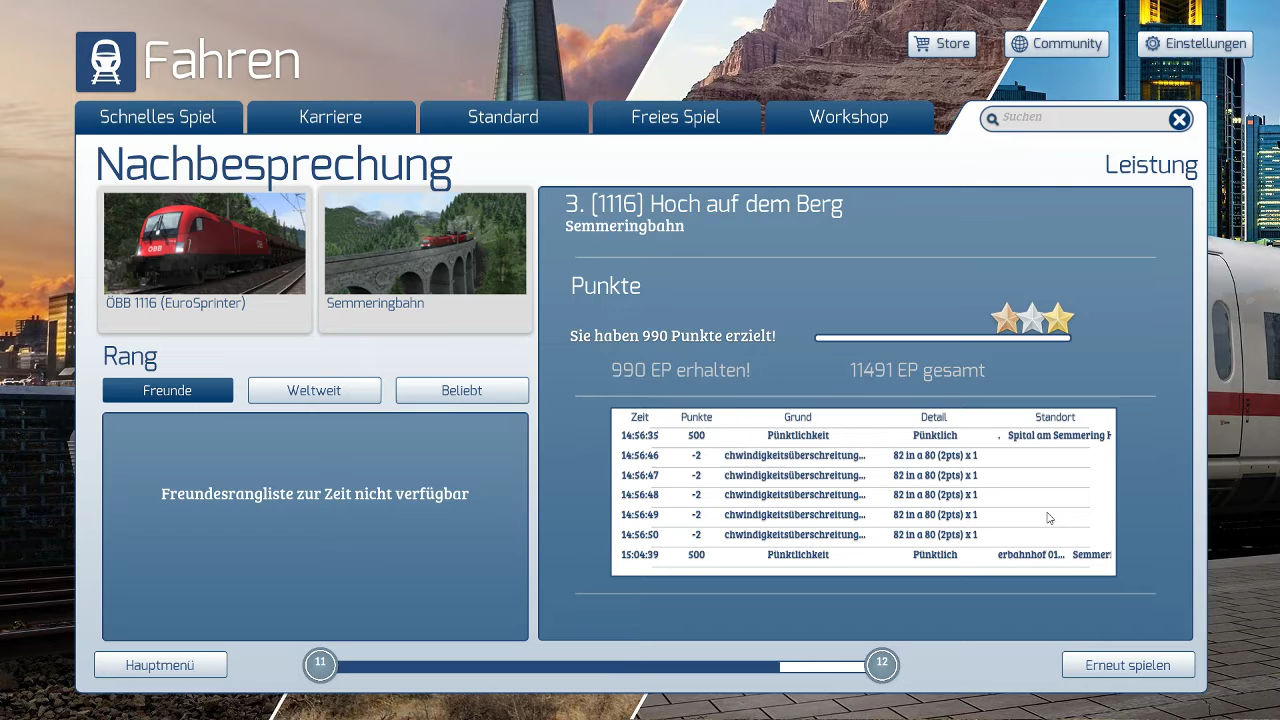 Fahren
Store
Community
Einstellungen
Schnelles Spiel
Karriere
Standard
Freies Spiel
Workshop
Suchen
Nachbesprechung
Leistung
ÖBB
ÖBB 1116 (EuroSprinter)
Semmeringbahn
Rang
Freunde
Weltweit
Beliebt
Freundesrangliste zur Zeit nicht verfügbar
3. [1116] Hoch auf dem Berg
Semmeringbahn
Punkte
Sie haben 990 Punkte erzielt!
990 EP erhalten!
11491 EP gesamt
Zeit Punkte Grund Detail Standort
14:56:35 500 Pünktlichkeit Pünktlich . Spital am Semmering H
14:56:46 -2 chwindigkeitsüberschreitung... 82 in a 80 (2pts) x 1
14:56:47 -2 chwindigkeitsüberschreitung... 82 in a 80 (2pts) x 1
14:56:48 -2 chwindigkeitsüberschreitung... 82 in a 80 (2pts) x 1
14:56:49 -2 chwindigkeitsüberschreitung... 82 in a 80 (2pts) x 1
14:56:50 -2 chwindigkeitsüberschreitung... 82 in a 80 (2pts) x 1
15:04:39 500 Pünktlichkeit Pünktlich erbahnhof 01... Semmer
Hauptmenü
11
12
Erneut spielen